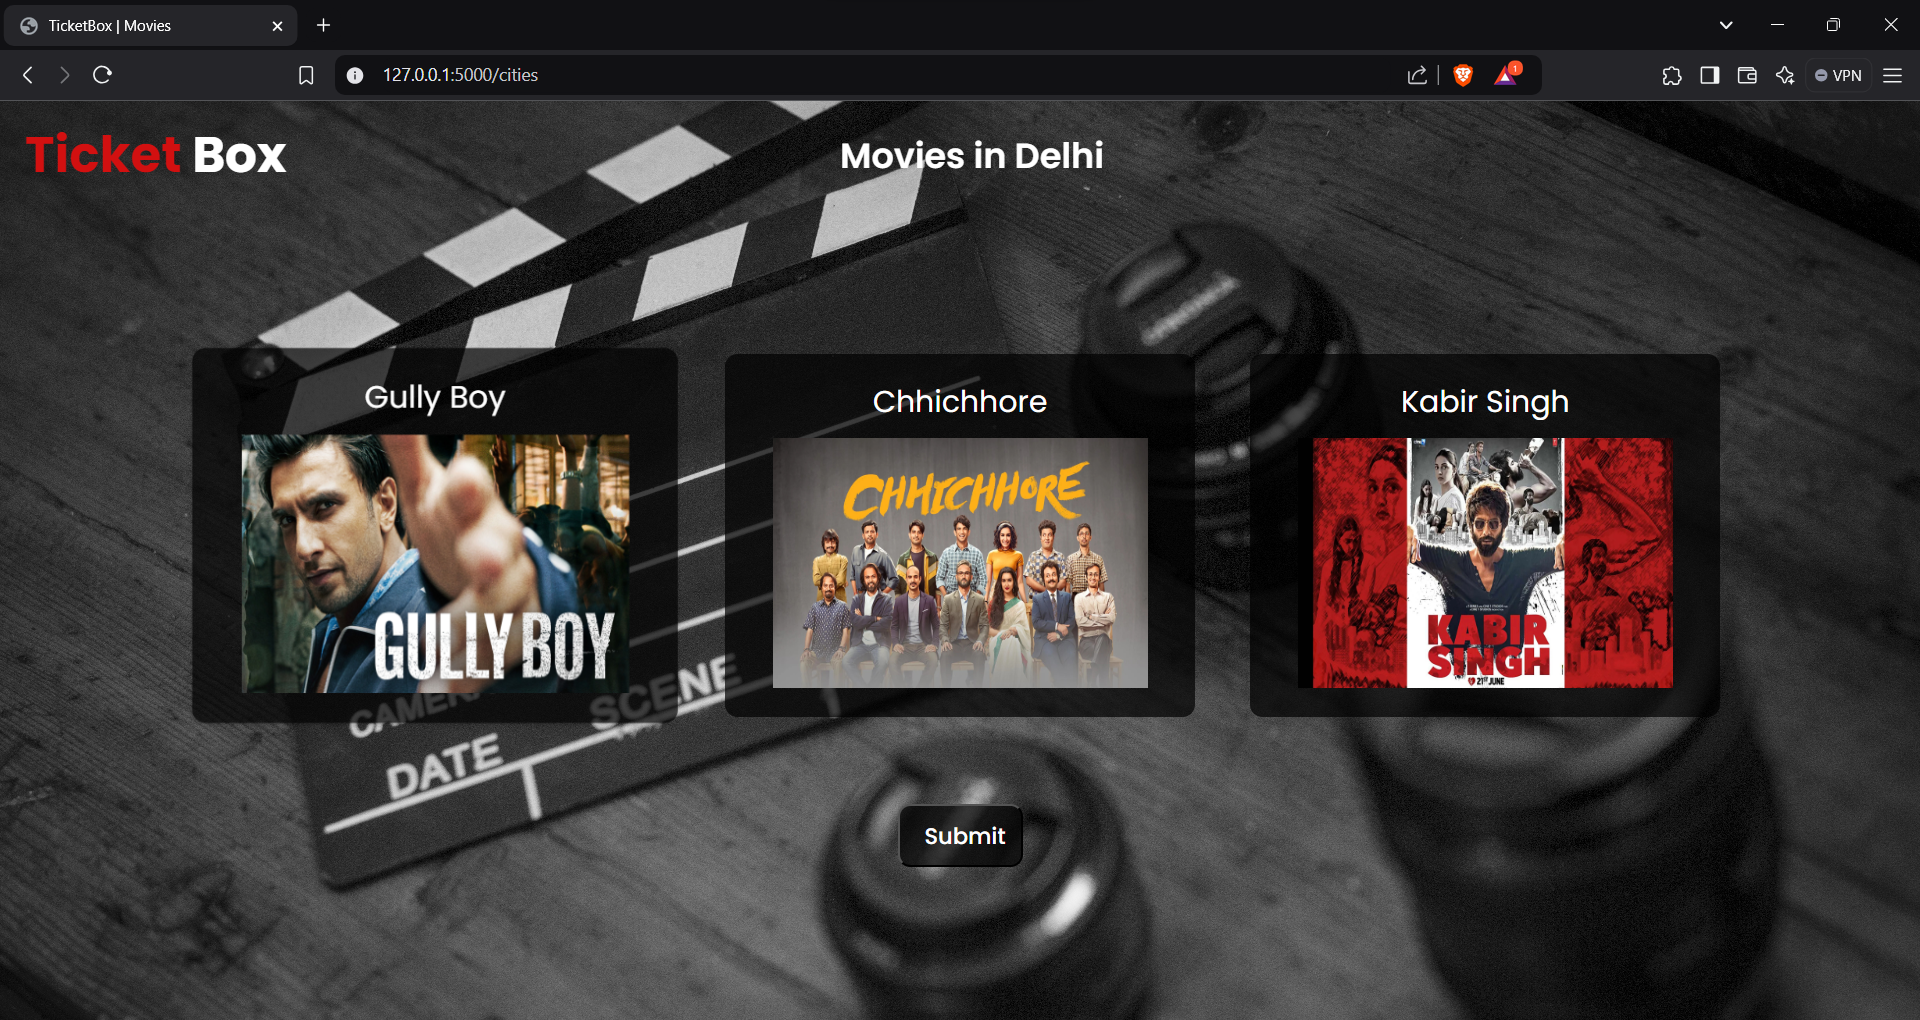 TicketBox | Movies
127.0.0.1:5000/cities
1
VPN
Ticket Box
Movies in Delhi
Gully Boy
Chhichhore
Kabir Singh
GULLY BOY
CHHICHHORE
KABIR
SINGH
21ST JUNE
SCENE
DATE
Submit